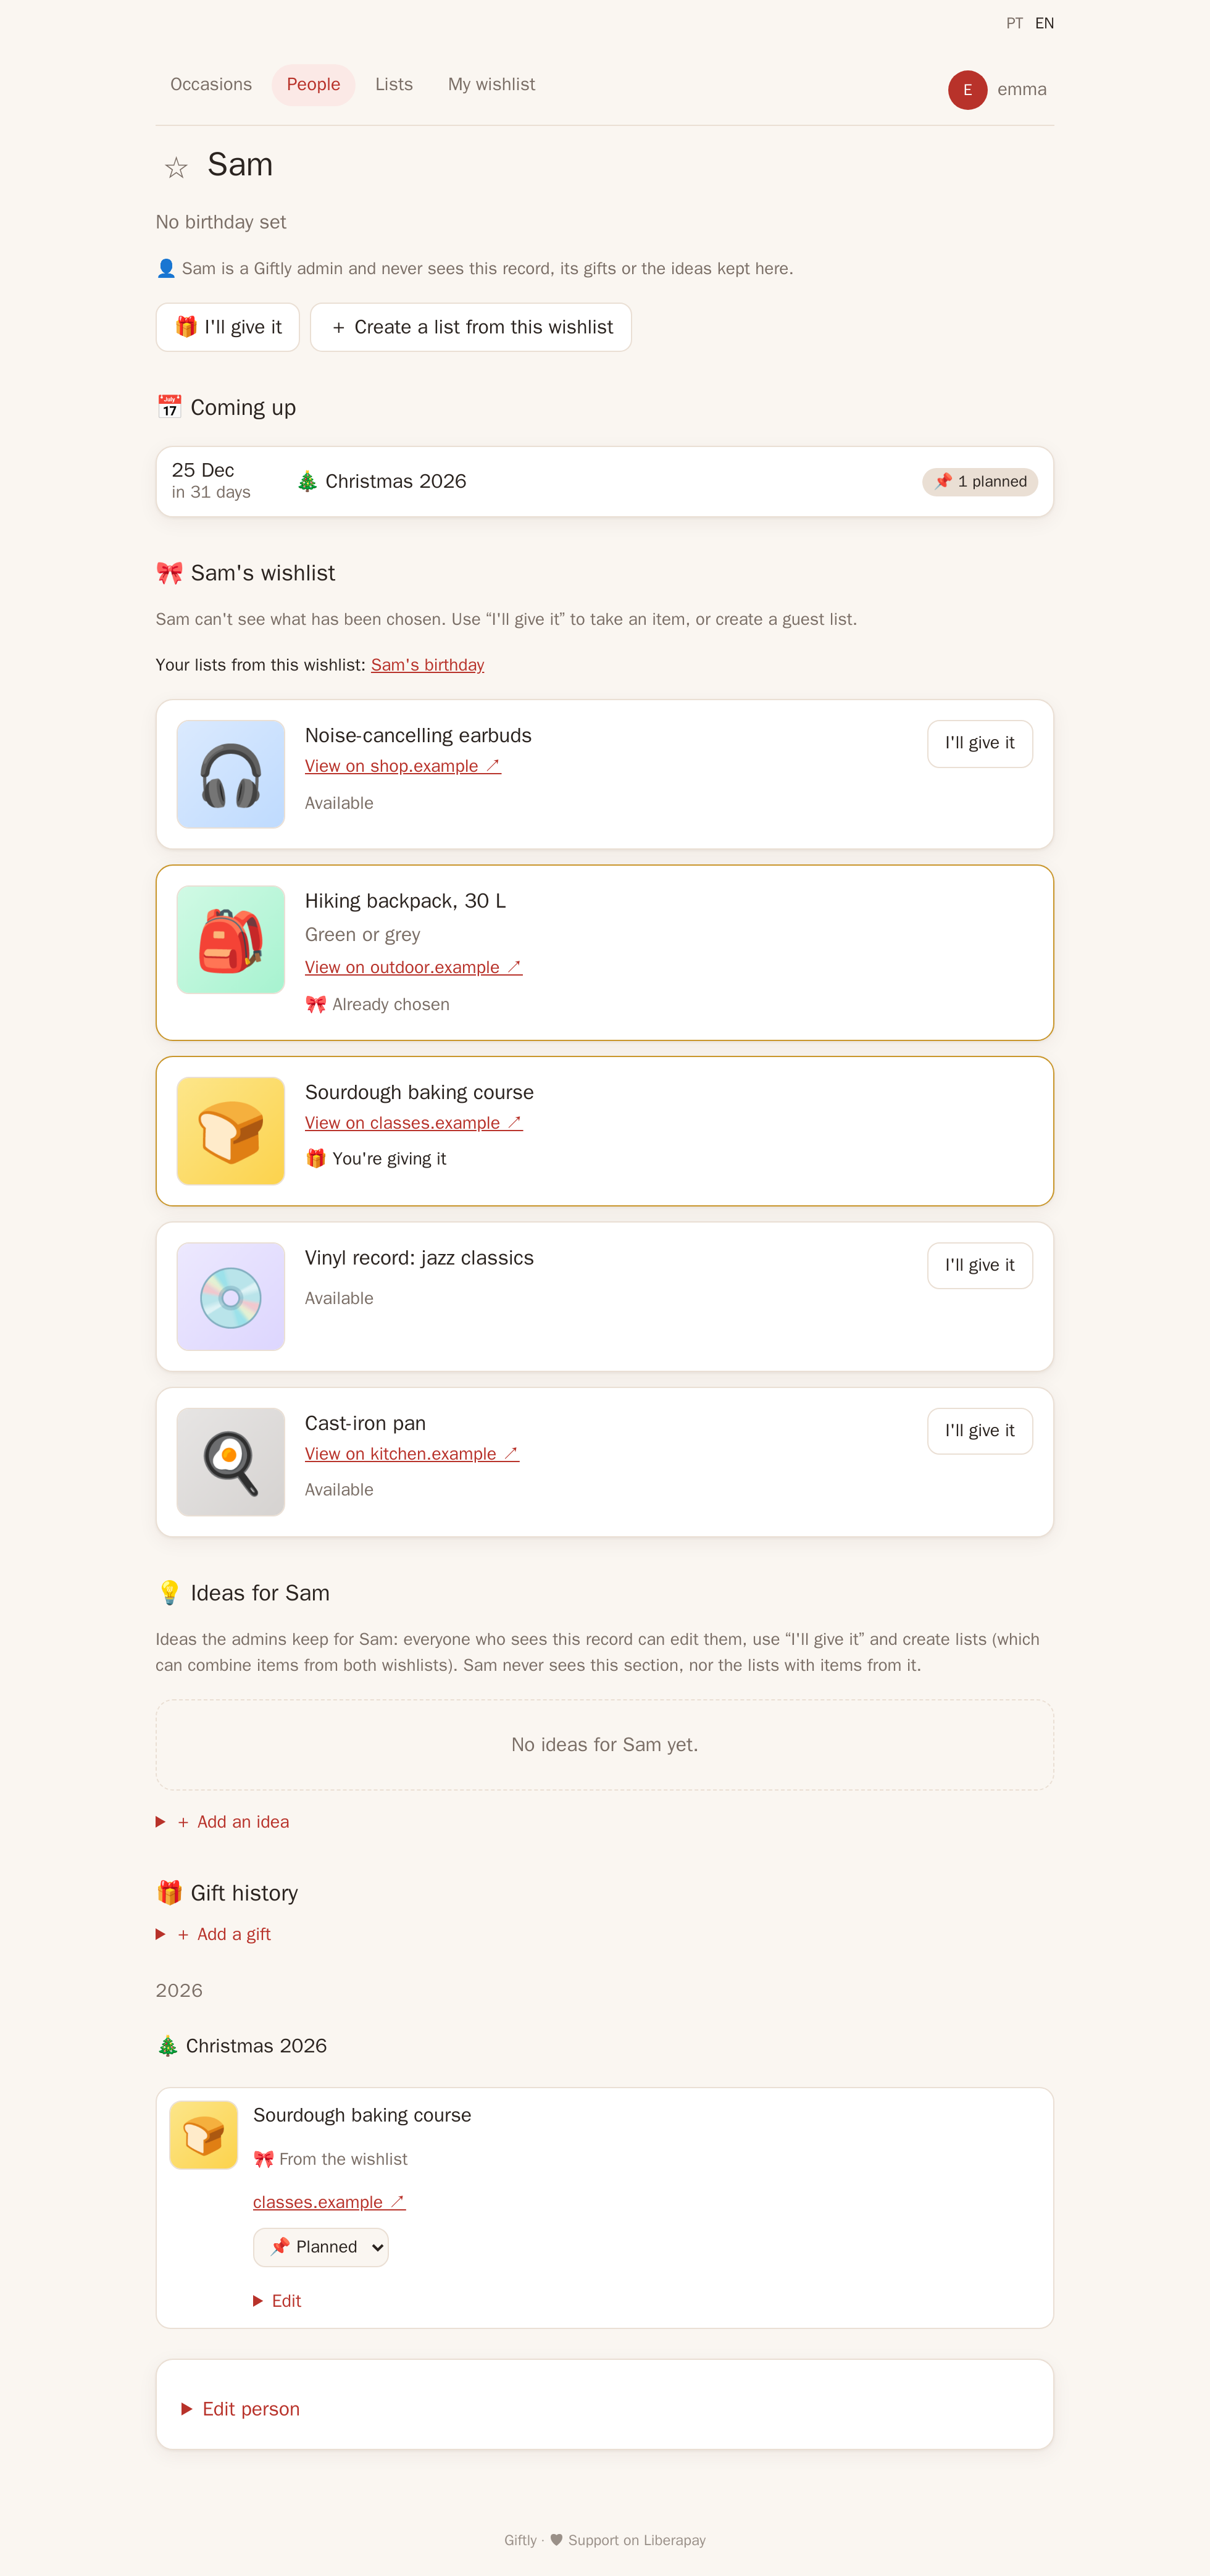 PT EN
Occasions People Lists My wishlist
E emma
☆ Sam
No birthday set
👤 Sam is a Giftly admin and never sees this record, its gifts or the ideas kept here.
🎁 I'll give it
+ Create a list from this wishlist
📅 Coming up
25 Dec
in 31 days
🎄 Christmas 2026
📌 1 planned
🎀 Sam's wishlist
Sam can't see what has been chosen. Use “I'll give it” to take an item, or create a guest list.
Your lists from this wishlist: Sam's birthday
Noise-cancelling earbuds
I'll give it
View on shop.example ↗
Available
Hiking backpack, 30 L
Green or grey
View on outdoor.example ↗
🎀 Already chosen
Sourdough baking course
View on classes.example ↗
🎁 You're giving it
Vinyl record: jazz classics
I'll give it
Available
Cast-iron pan
I'll give it
View on kitchen.example ↗
Available
💡 Ideas for Sam
Ideas the admins keep for Sam: everyone who sees this record can edit them, use “I'll give it” and create lists (which
can combine items from both wishlists). Sam never sees this section, nor the lists with items from it.
No ideas for Sam yet.
▶ + Add an idea
🎁 Gift history
▶ + Add a gift
2026
🎄 Christmas 2026
Sourdough baking course
🎀 From the wishlist
classes.example ↗
📌 Planned
▶ Edit
▶ Edit person
Giftly · ♥ Support on Liberapay